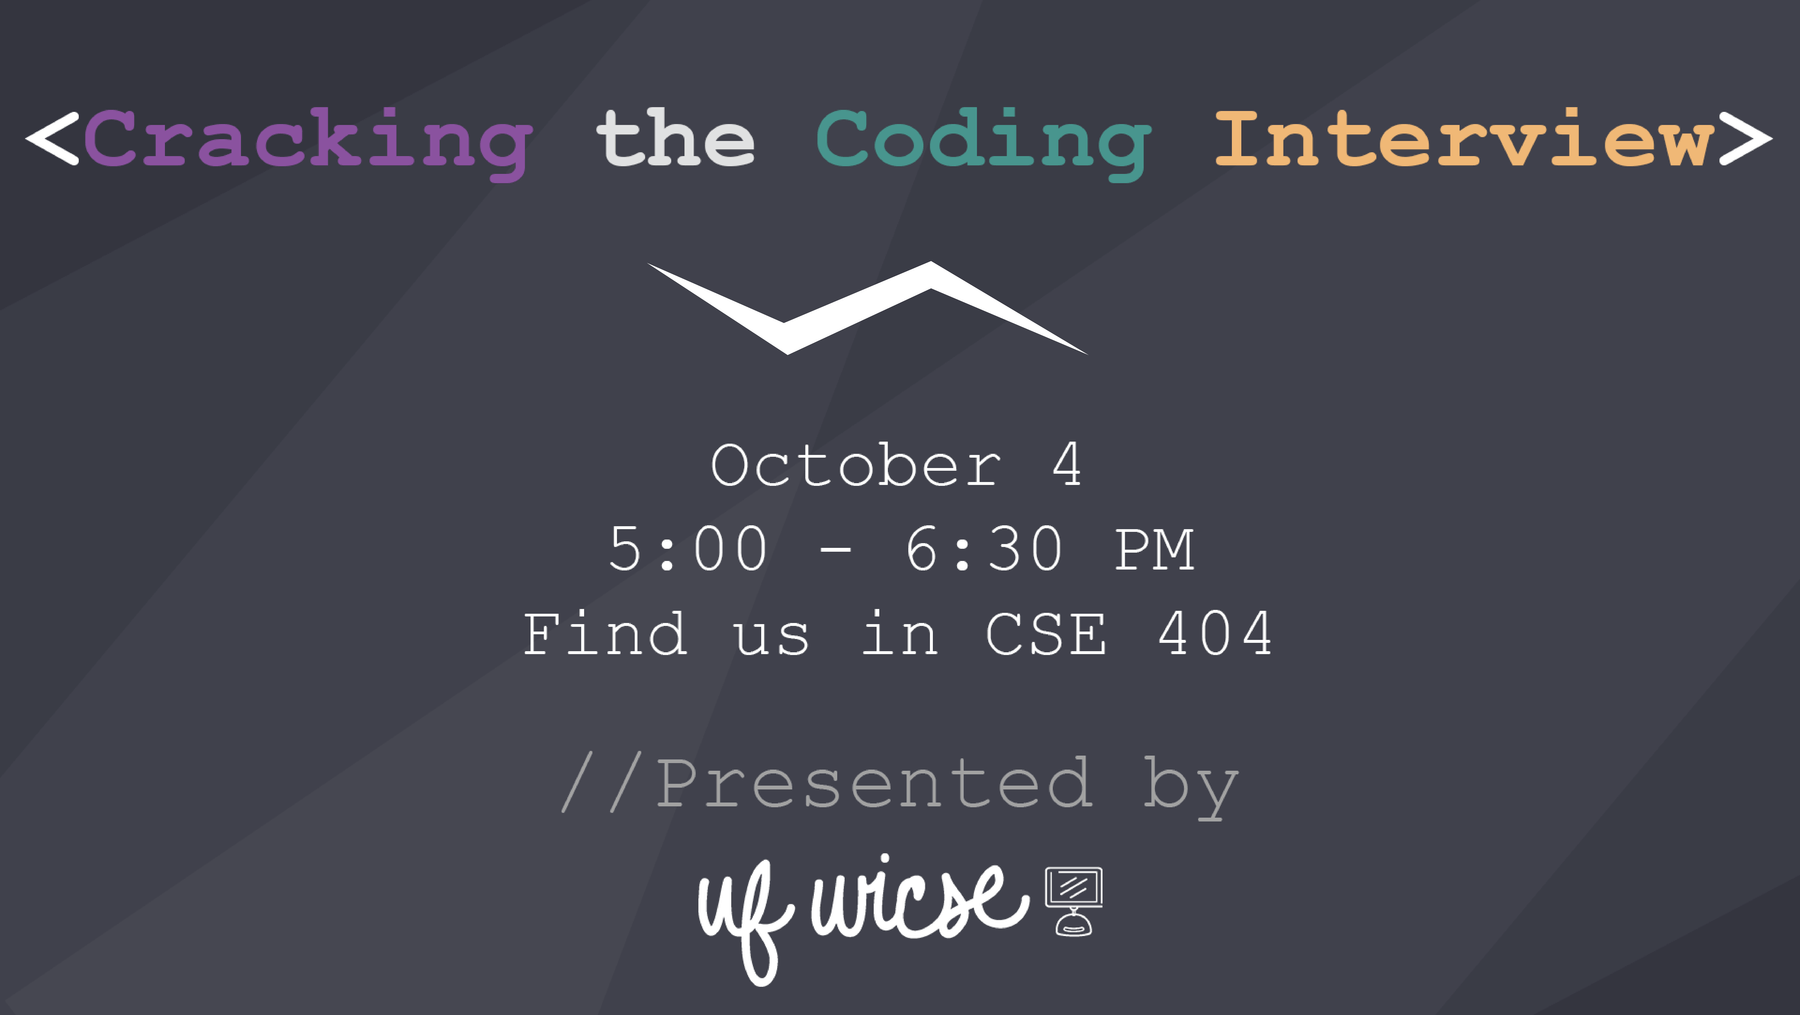 <Cracking the Coding Interview>
October 4
5:00 - 6:30 PM
Find us in CSE 404
//Presented by
uf wicse